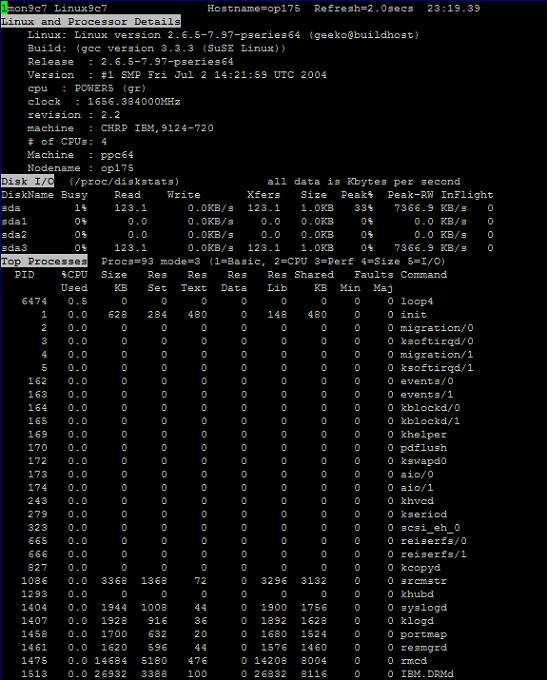 lmon9c7 Linux9c7 Hostname=op175 Refresh=2.0secs 23:19.39
Linux and Processor Details
Linux: Linux version 2.6.5-7.97-pseries64 (geeko@buildhost)
Build: (gcc version 3.3.3 (SuSE Linux))
Release : 2.6.5-7.97-pseries64
Version : #1 SMP Fri Jul 2 14:21:59 UTC 2004
cpu : POWER5 (gr)
clock : 1656.384000MHz
revision : 2.2
machine : CHRP IBM,9124-720
# of CPUs: 4
Machine : ppc64
Nodename : op175
Disk I/O (/proc/diskstats) all data is Kbytes per second
DiskName Busy Read Write Xfers Size Peak% Peak-RW InFlight
sda 1% 123.1 0.0KB/s 123.1 1.0KB 33% 7366.9 KB/s 0
sda1 0% 0.0 0.0KB/s 0.0 0.0KB 0% 0.0 KB/s 0
sda2 0% 0.0 0.0KB/s 0.0 0.0KB 0% 0.0 KB/s 0
sda3 0% 123.1 0.0KB/s 123.1 1.0KB 0% 7366.9 KB/s 0
Top Processes Procs=93 mode=3 (1=Basic, 2=CPU 3=Perf 4=Size 5=I/O)
PID %CPU Size Res Res Res Res Shared Faults Command
Used KB Set Text Data Lib KB Min Maj
6474 0.5 0 0 0 0 0 0 0 0 loop4
1 0.0 628 284 480 0 148 480 0 0 init
2 0.0 0 0 0 0 0 0 0 0 migration/0
3 0.0 0 0 0 0 0 0 0 0 ksoftirqd/0
4 0.0 0 0 0 0 0 0 0 0 migration/1
5 0.0 0 0 0 0 0 0 0 0 ksoftirqd/1
162 0.0 0 0 0 0 0 0 0 0 events/0
163 0.0 0 0 0 0 0 0 0 0 events/1
164 0.0 0 0 0 0 0 0 0 0 kblockd/0
165 0.0 0 0 0 0 0 0 0 0 kblockd/1
169 0.0 0 0 0 0 0 0 0 0 khelper
170 0.0 0 0 0 0 0 0 0 0 pdflush
172 0.0 0 0 0 0 0 0 0 0 kswapd0
173 0.0 0 0 0 0 0 0 0 0 aio/0
174 0.0 0 0 0 0 0 0 0 0 aio/1
243 0.0 0 0 0 0 0 0 0 0 khvcd
279 0.0 0 0 0 0 0 0 0 0 kseriod
323 0.0 0 0 0 0 0 0 0 0 scsi_eh_0
665 0.0 0 0 0 0 0 0 0 0 reiserfs/0
666 0.0 0 0 0 0 0 0 0 0 reiserfs/1
827 0.0 0 0 0 0 0 0 0 0 kcopyd
1086 0.0 3368 1368 72 0 3296 3132 0 0 srcmstr
1293 0.0 0 0 0 0 0 0 0 0 khubd
1404 0.0 1944 1008 44 0 1900 1756 0 0 syslogd
1407 0.0 1928 916 36 0 1892 1628 0 0 klogd
1458 0.0 1700 632 20 0 1680 1524 0 0 portmap
1461 0.0 1620 596 44 0 1576 1460 0 0 resmgrd
1475 0.0 14684 5180 476 0 14208 8004 0 0 rmcd
1513 0.0 26932 3388 100 0 26832 8116 0 0 IBM.DRMd